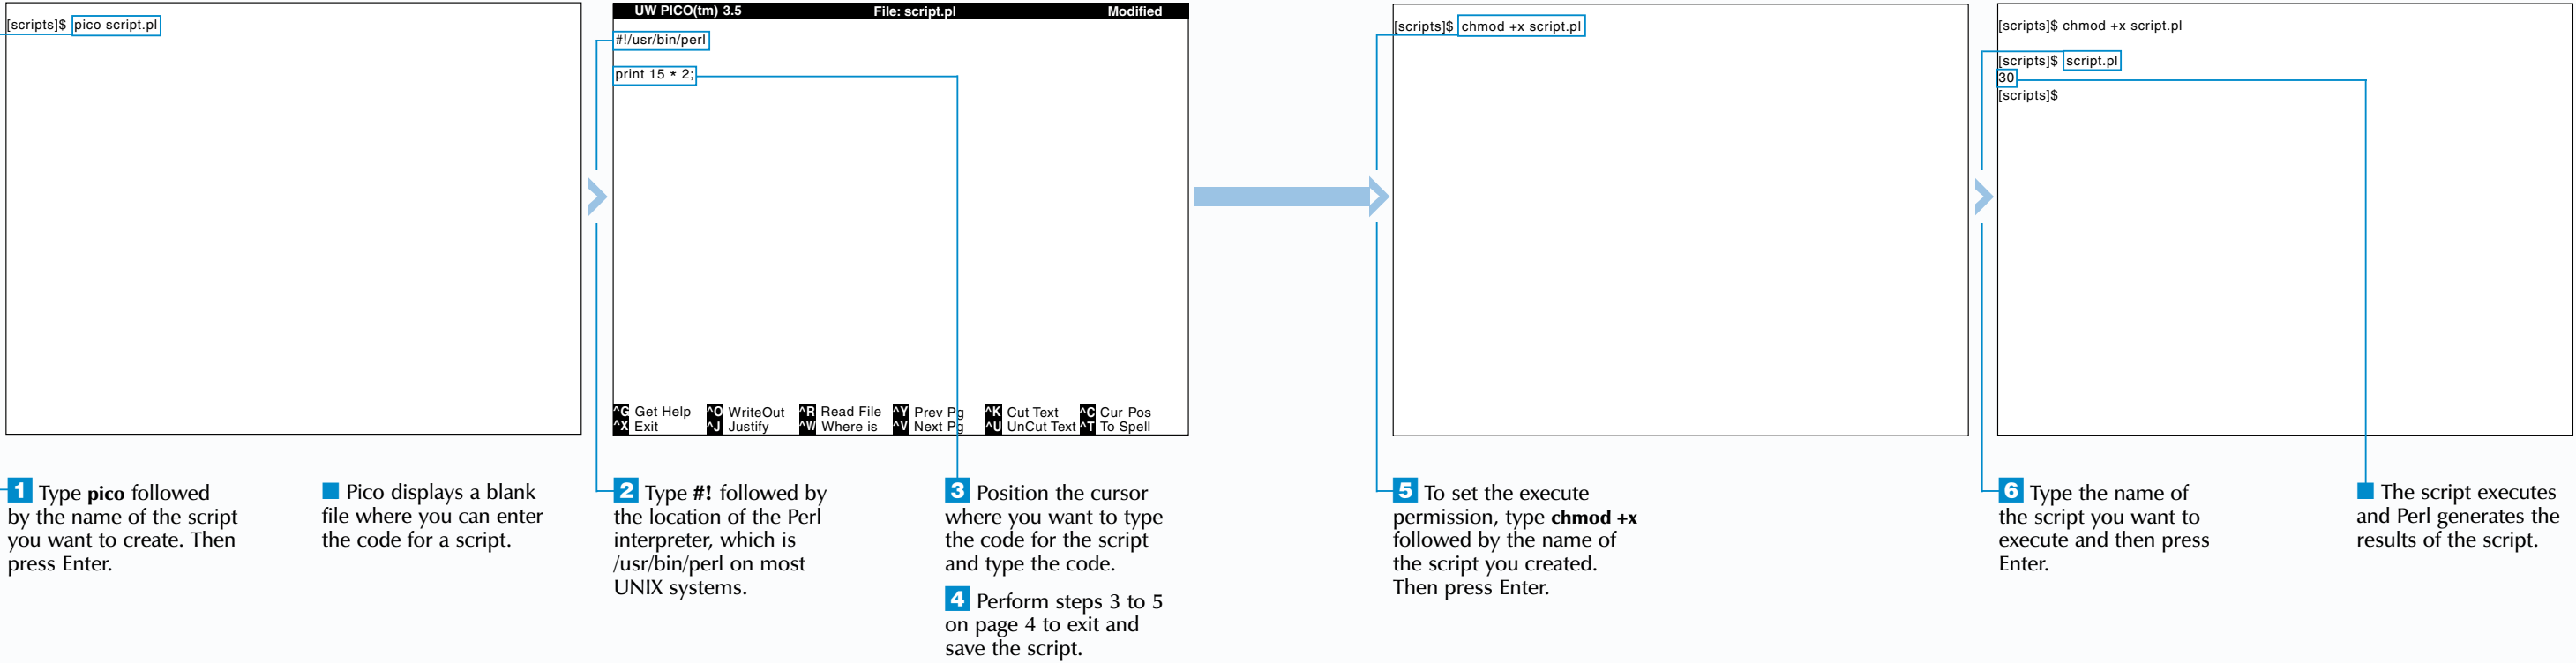 [scripts]$ pico script.pl
UW PICO(tm) 3.5 File: script.pl Modified
#!/usr/bin/perl
print 15 * 2;
^G Get Help ^O WriteOut ^R Read File ^Y Prev Pg ^K Cut Text ^C Cur Pos
^X Exit ^J Justify ^W Where is ^V Next Pg ^U UnCut Text ^T To Spell
[scripts]$ chmod +x script.pl
[scripts]$ chmod +x script.pl
[scripts]$ script.pl
30
[scripts]$
1 Type pico followed
by the name of the script
you want to create. Then
press Enter.
Pico displays a blank
file where you can enter
the code for a script.
2 Type #! followed by
the location of the Perl
interpreter, which is
/usr/bin/perl on most
UNIX systems.
3 Position the cursor
where you want to type
the code for the script
and type the code.
4 Perform steps 3 to 5
on page 4 to exit and
save the script.
5 To set the execute
permission, type chmod +x
followed by the name of
the script you created.
Then press Enter.
6 Type the name of
the script you want to
execute and then press
Enter.
The script executes
and Perl generates the
results of the script.